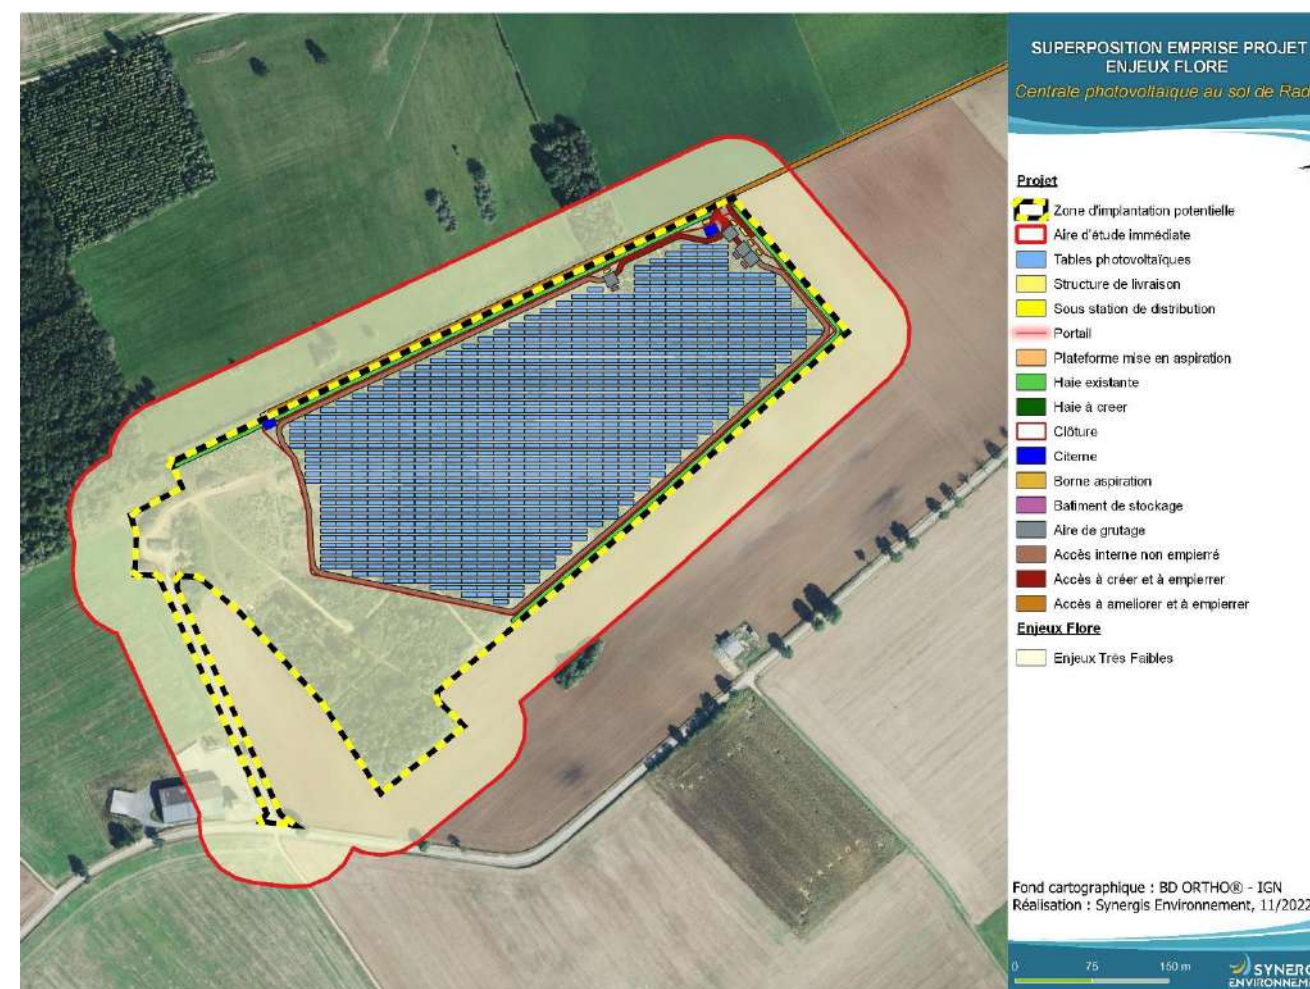 SUPERPOSITION EMPRISE PROJET
ENJEUX FLORE
Centrale photovoltaïque au sol de Rad
Projet
Zone d'implantation potentielle
Aire d'étude immédiate
Tables photovoltaïques
Structure de livraison
Sous station de distribution
Portail
Plateforme mise en aspiration
Haie existante
Haie à creer
Clôture
Citerne
Borne aspiration
Batiment de stockage
Aire de grutage
Accès interne non empierré
Accès à créer et à empierrer
Accès à ameliorer et à empierrer
Enjeux Flore
Enjeux Très Faibles
Fond cartographique : BD ORTHO® - IGN
Réalisation : Synergis Environnement, 11/2022
0 75 150 m
SYNERG
ENVIRONNEM